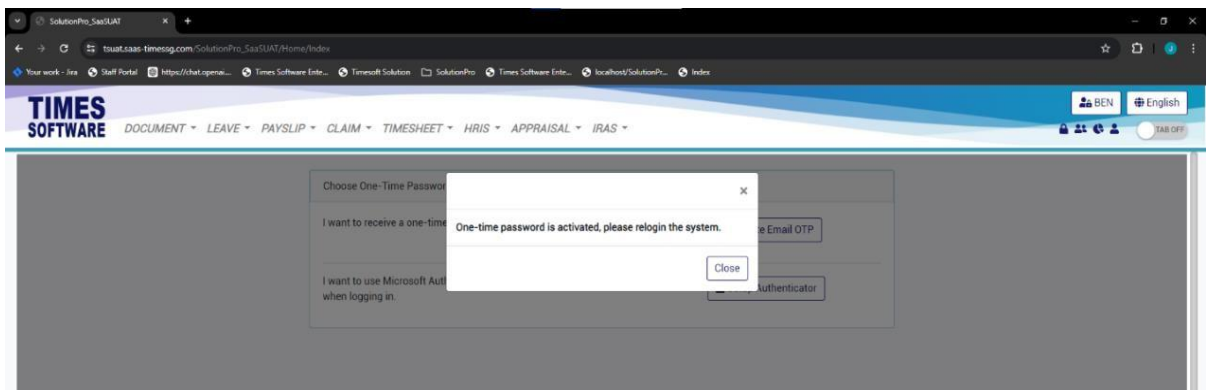 SolutionPro_SaaSUAT
tsuat.saas-timessg.com/SolutionPro_SaaSUAT/Home/Index
Your work - Jira Staff Portal https://chat.openai... Times Software Ente... Timesoft Solution SolutionPro Times Software Ente... localhost/SolutionPr... Index
TIMES
SOFTWARE
DOCUMENT LEAVE PAYSLIP CLAIM TIMESHEET HRIS APPRAISAL IRAS
BEN English
TAB OFF
Choose One-Time
I want to receive a one-time
One-time password is activated, please relogin the system.
Email OTP
Close
I want to use Microsoft
when logging in.
Authenticator